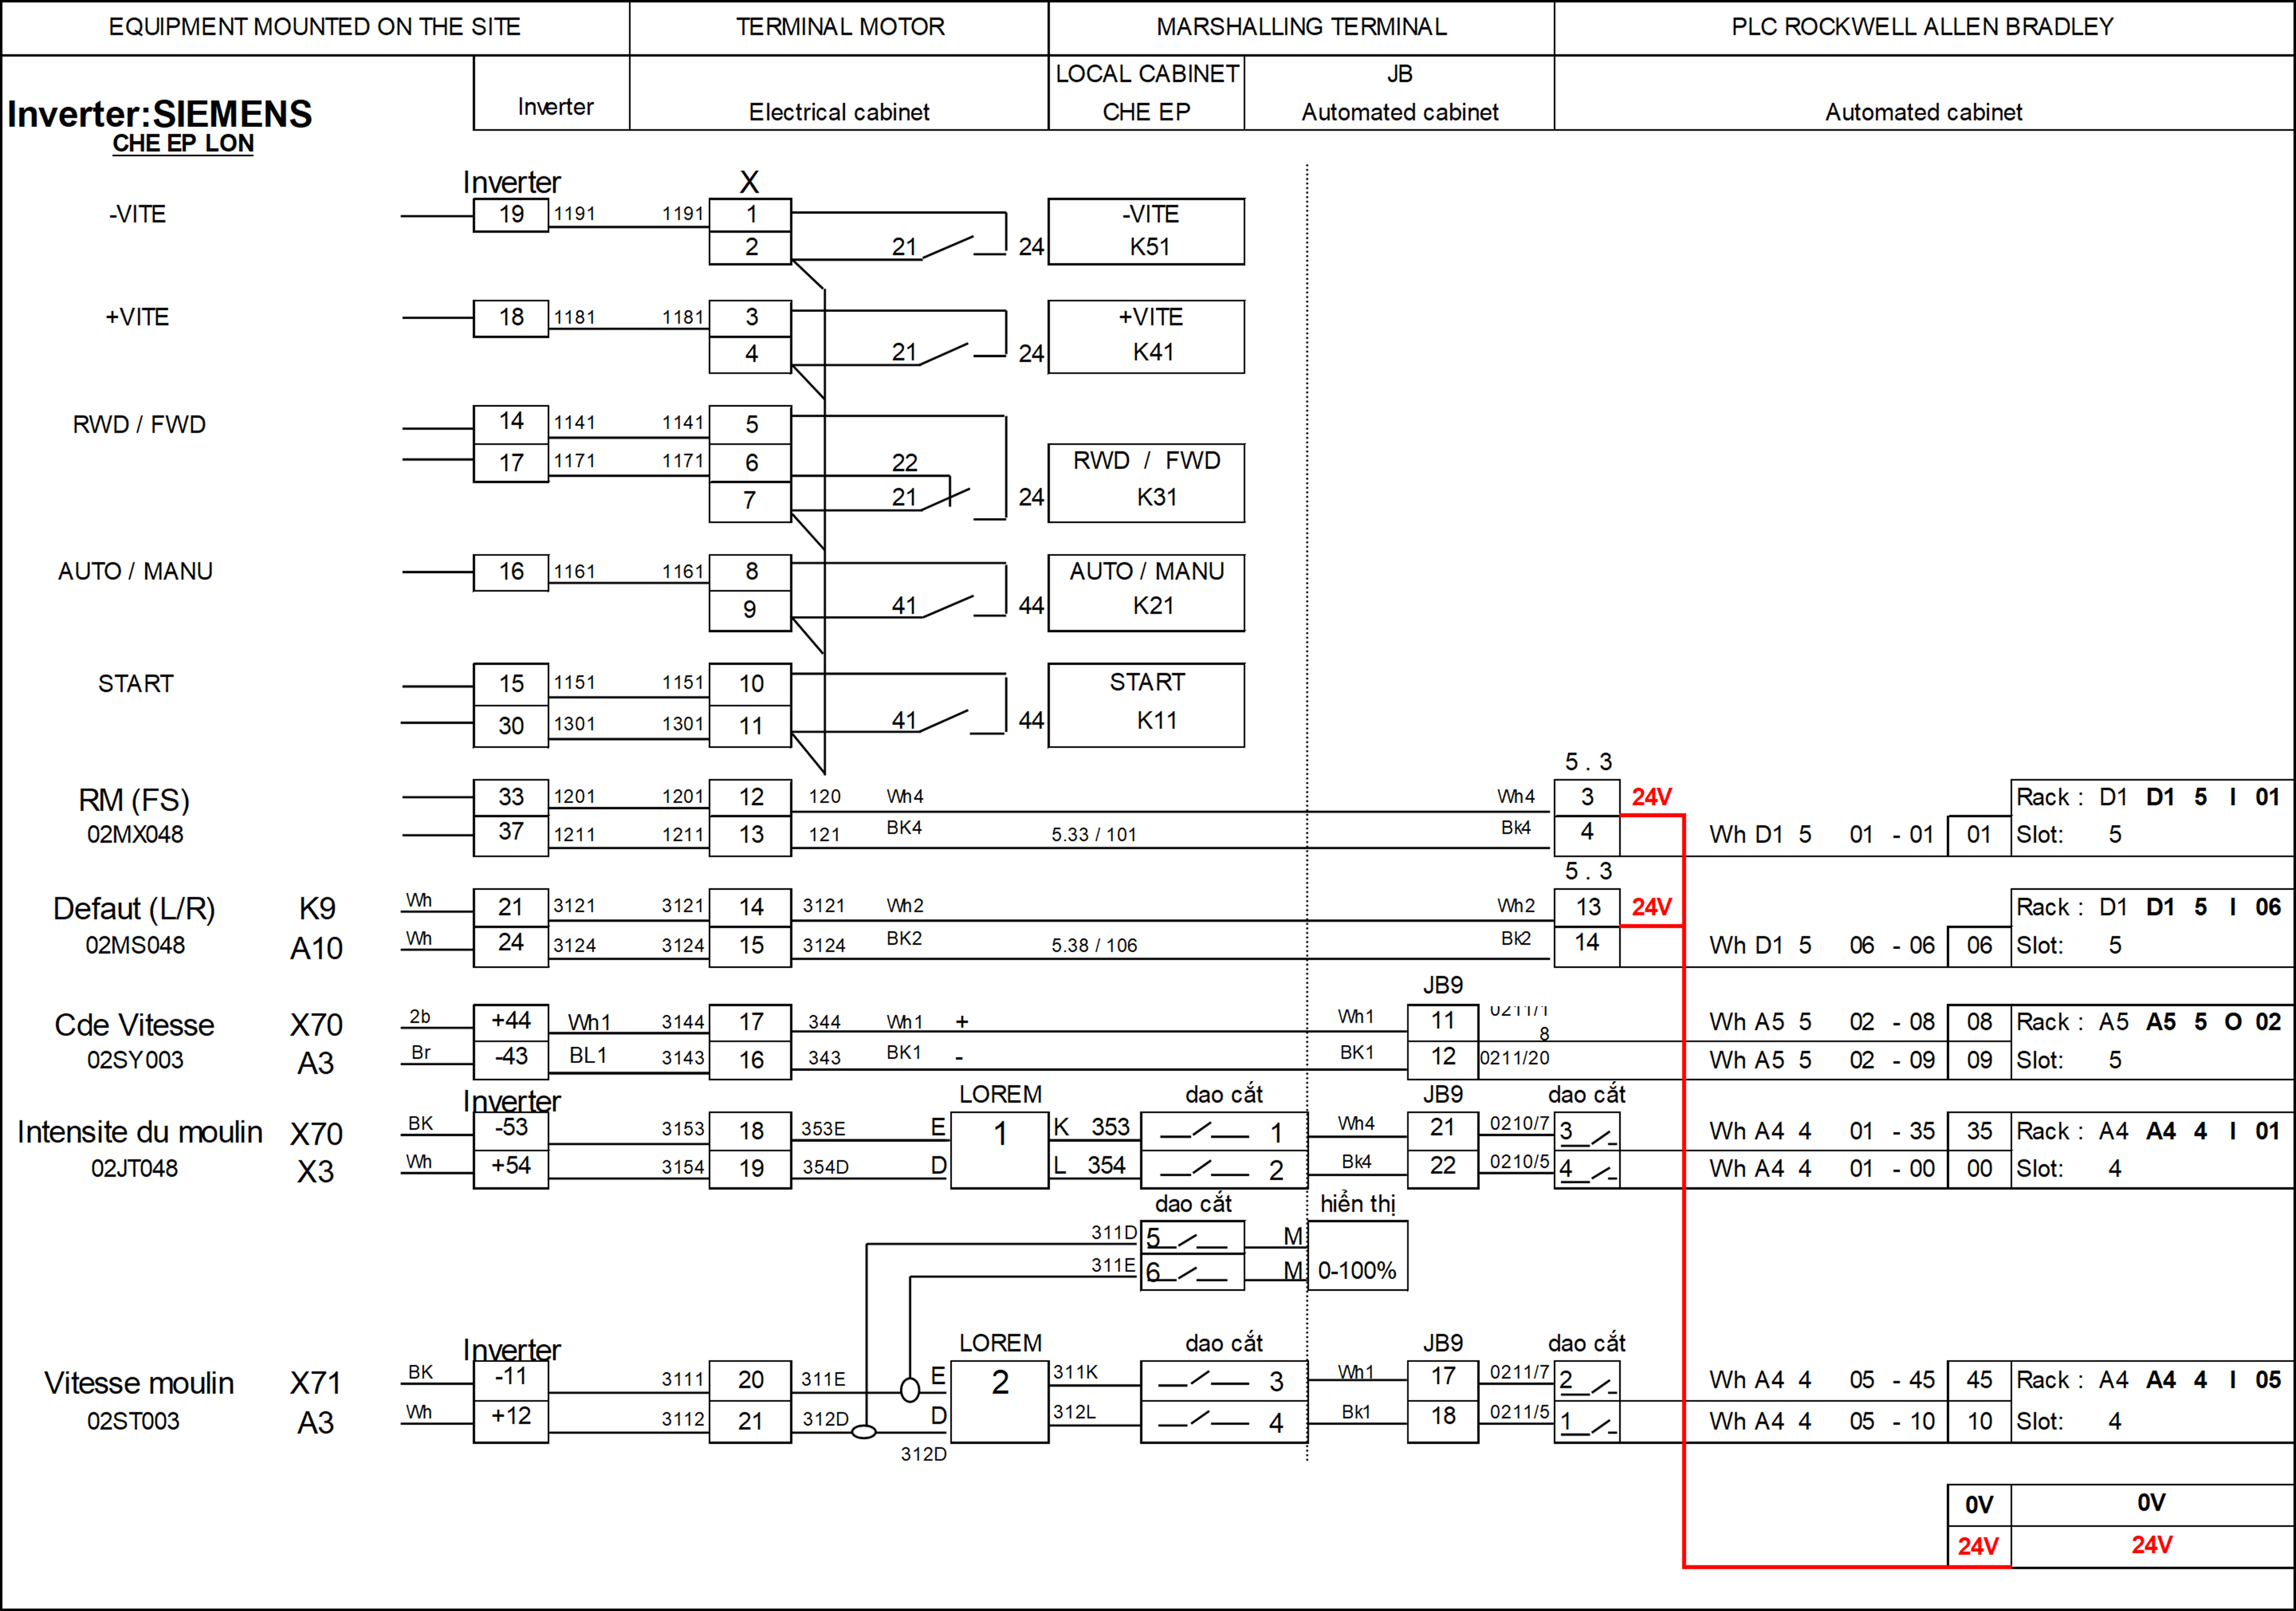 EQUIPMENT MOUNTED ON THE SITE TERMINAL MOTOR MARSHALLING TERMINAL PLC ROCKWELL ALLEN BRADLEY
LOCAL CABINET JB
Inverter:SIEMENS Inverter Electrical cabinet CHE EP Automated cabinet Automated cabinet
CHE EP LON
Inverter X
-VITE 19 1191 1191 1 -VITE
2 21 24 K51
+VITE 18 1181 1181 3 +VITE
4 21 24 K41
RWD / FWD 14 1141 1141 5
17 1171 1171 6 22 RWD / FWD
7 21 24 K31
AUTO / MANU 16 1161 1161 8 AUTO / MANU
9 41 44 K21
START 15 1151 1151 10 START
30 1301 1301 11 41 44 K11
5 . 3
RM (FS) 33 1201 1201 12 120 Wh4 Wh4 3 24V Rack : D1 D1 5 I 01
02MX048 37 1211 1211 13 121 BK4 5.33 / 101 Bk4 4 Wh D1 5 01 - 01 01 Slot: 5
5 . 3
Defaut (L/R) K9 Wh 21 3121 3121 14 3121 Wh2 Wh2 13 24V Rack : D1 D1 5 I 06
02MS048 A10 Wh 24 3124 3124 15 3124 BK2 5.38 / 106 Bk2 14 Wh D1 5 06 - 06 06 Slot: 5
JB9
Cde Vitesse X70 2b +44 Wh1 3144 17 344 Wh1 + Wh1 11 0211/1 Wh A5 5 02 - 08 08 Rack : A5 A5 5 O 02
8
02SY003 A3 Br -43 BL1 3143 16 343 BK1 - BK1 12 0211/20 Wh A5 5 02 - 09 09 Slot: 5
Inverter LOREM dao cắt JB9 dao cắt
Intensite du moulin X70 BK -53 3153 18 353E E 1 K 353 1 Wh4 21 0210/7 3 Wh A4 4 01 - 35 35 Rack : A4 A4 4 I 01
02JT048 X3 Wh +54 3154 19 354D D L 354 2 Bk4 22 0210/5 4 Wh A4 4 01 - 00 00 Slot: 4
dao cắt hiển thị
311D 5 M
311E 6 M 0-100%
Inverter LOREM dao cắt JB9 dao cắt
Vitesse moulin X71 BK -11 3111 20 311E E 2 311K 3 Wh1 17 0211/7 2 Wh A4 4 05 - 45 45 Rack : A4 A4 4 I 05
02ST003 A3 Wh +12 3112 21 312D D 312L 4 Bk1 18 0211/5 1 Wh A4 4 05 - 10 10 Slot: 4
312D
0V 0V
24V 24V